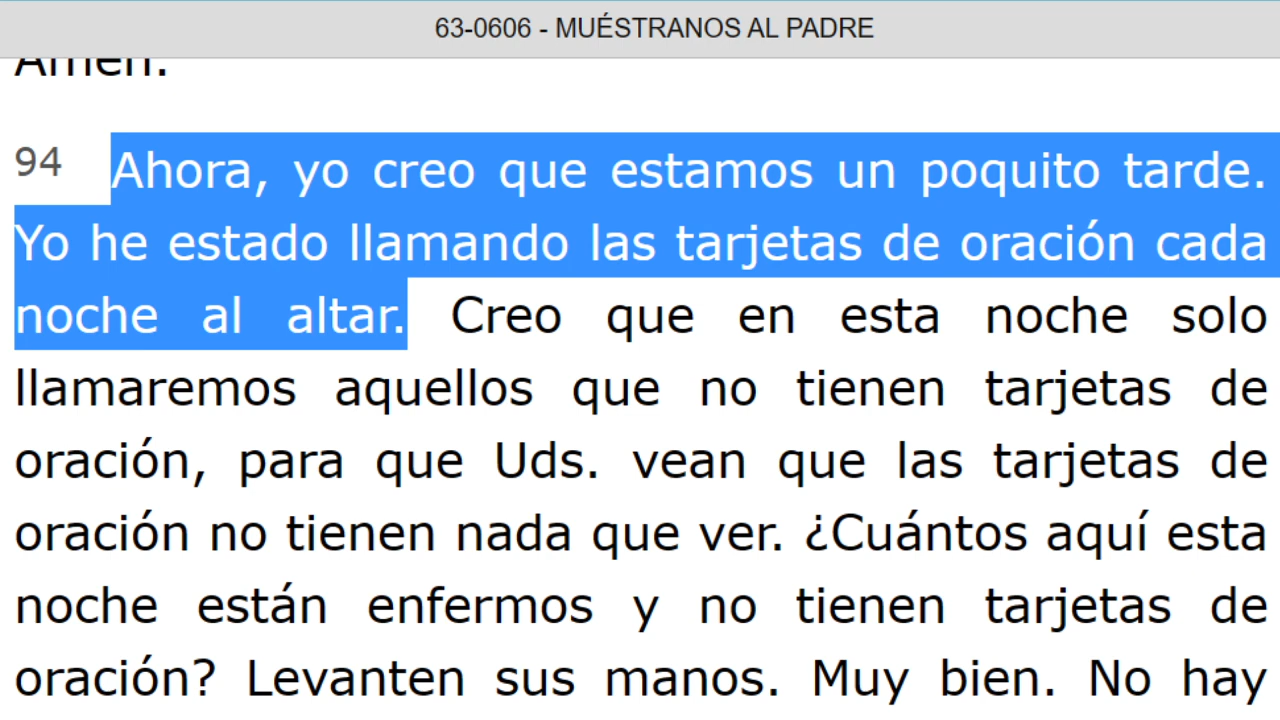 63-0606 - MUÉSTRANOS AL PADRE
Amén.
94 Ahora, yo creo que estamos un poquito tarde.
Yo he estado llamando las tarjetas de oración cada
noche al altar. Creo que en esta noche solo
llamaremos aquellos que no tienen tarjetas de
oración, para que Uds. vean que las tarjetas de
oración no tienen nada que ver. ¿Cuántos aquí esta
noche están enfermos y no tienen tarjetas de
oración? Levanten sus manos. Muy bien. No hay